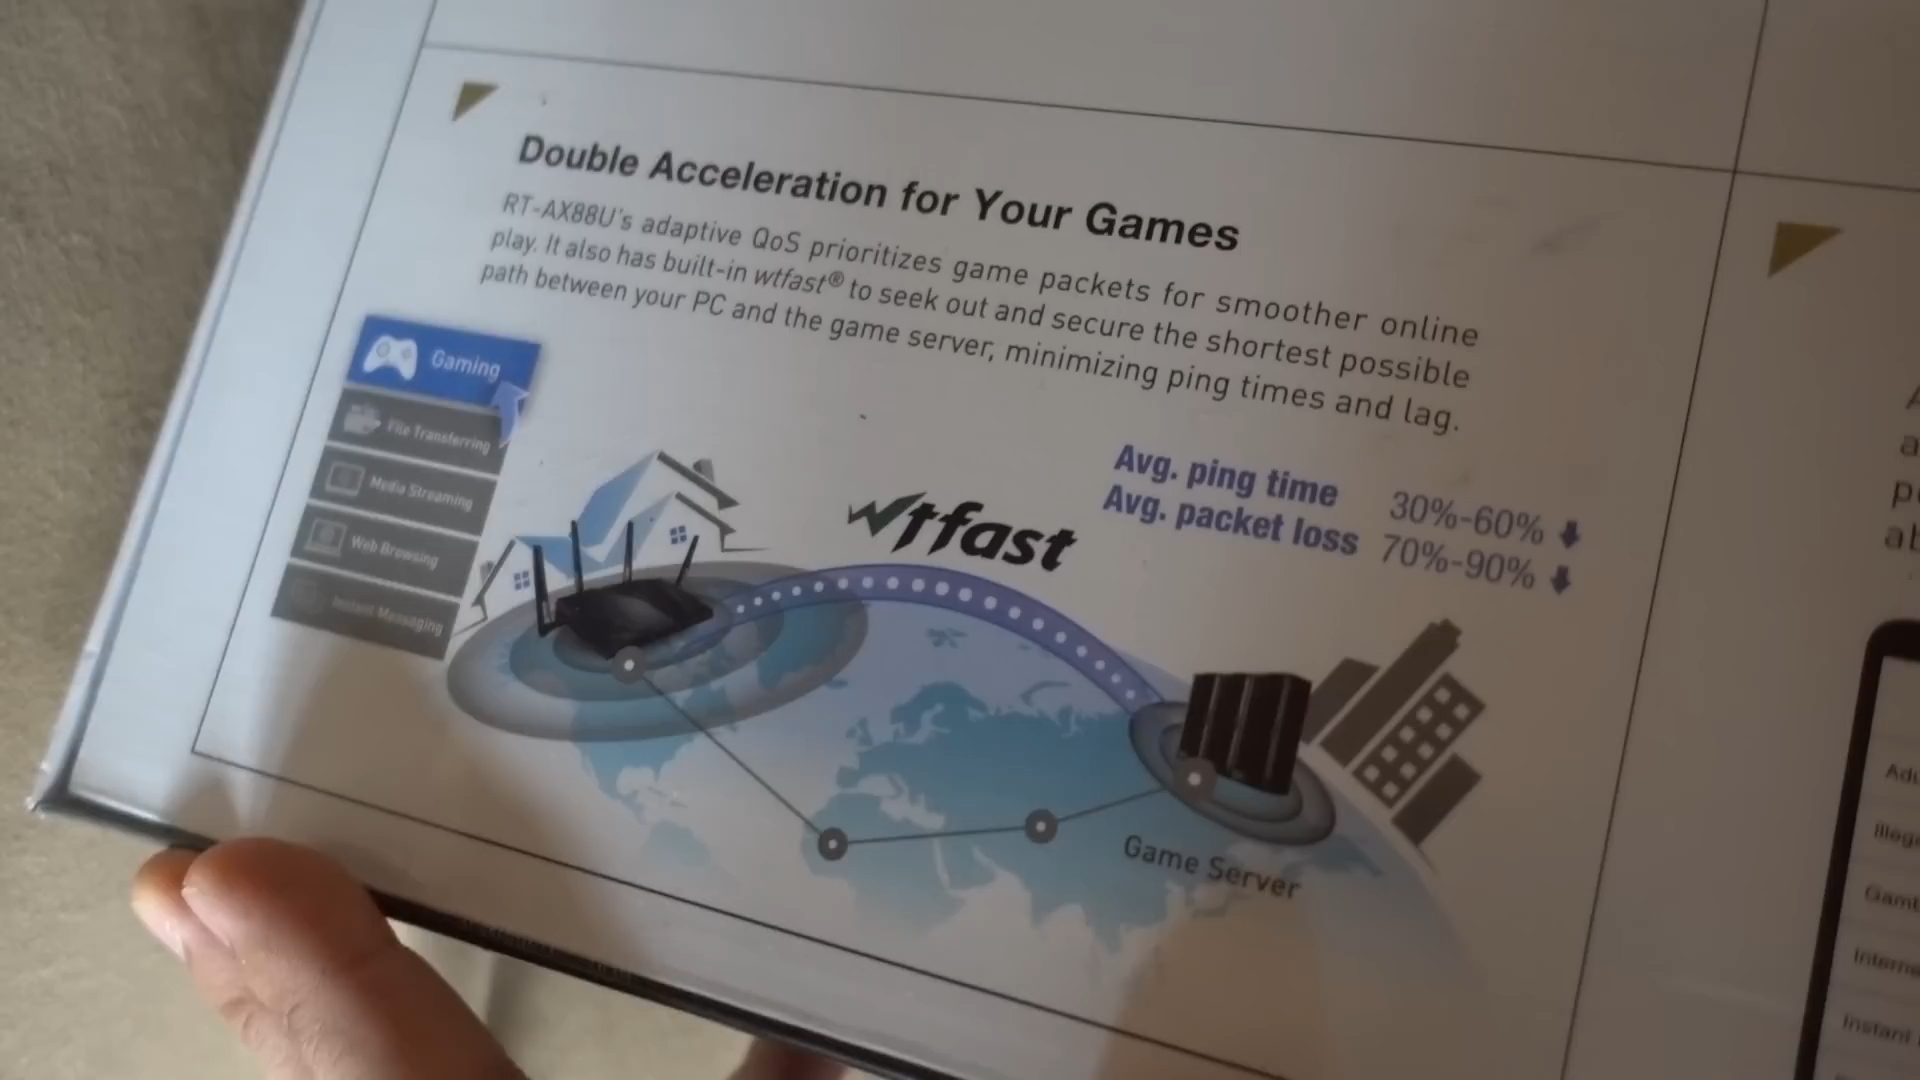 Double Acceleration for Your Games
RT-AX88U's adaptive QoS prioritizes game packets for smoother online
play. It also has built-in wtfast® to seek out and secure the shortest possible
path between your PC and the game server, minimizing ping times and lag.
Gaming
File Transferring
Media Streaming
Web Browsing
Instant Messaging
wtfast
Avg. ping time 30%-60%
Avg. packet loss 70%-90%
Game Server
Instant